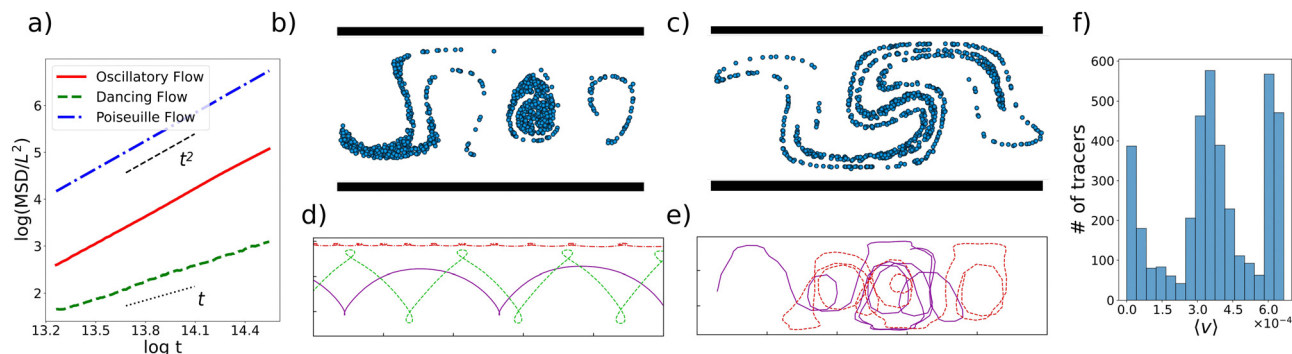 a)
b)
c)
f)
Oscillatory Flow
Dancing Flow
Poiseuille Flow
t²
t
log(MSD/L²)
6
5
4
3
2
13.2 13.5 13.8 14.1 14.4
log t
d)
e)
# of tracers
600
500
400
300
200
100
0
0.0 1.5 3.0 4.5 6.0
×10⁻⁴
⟨v⟩